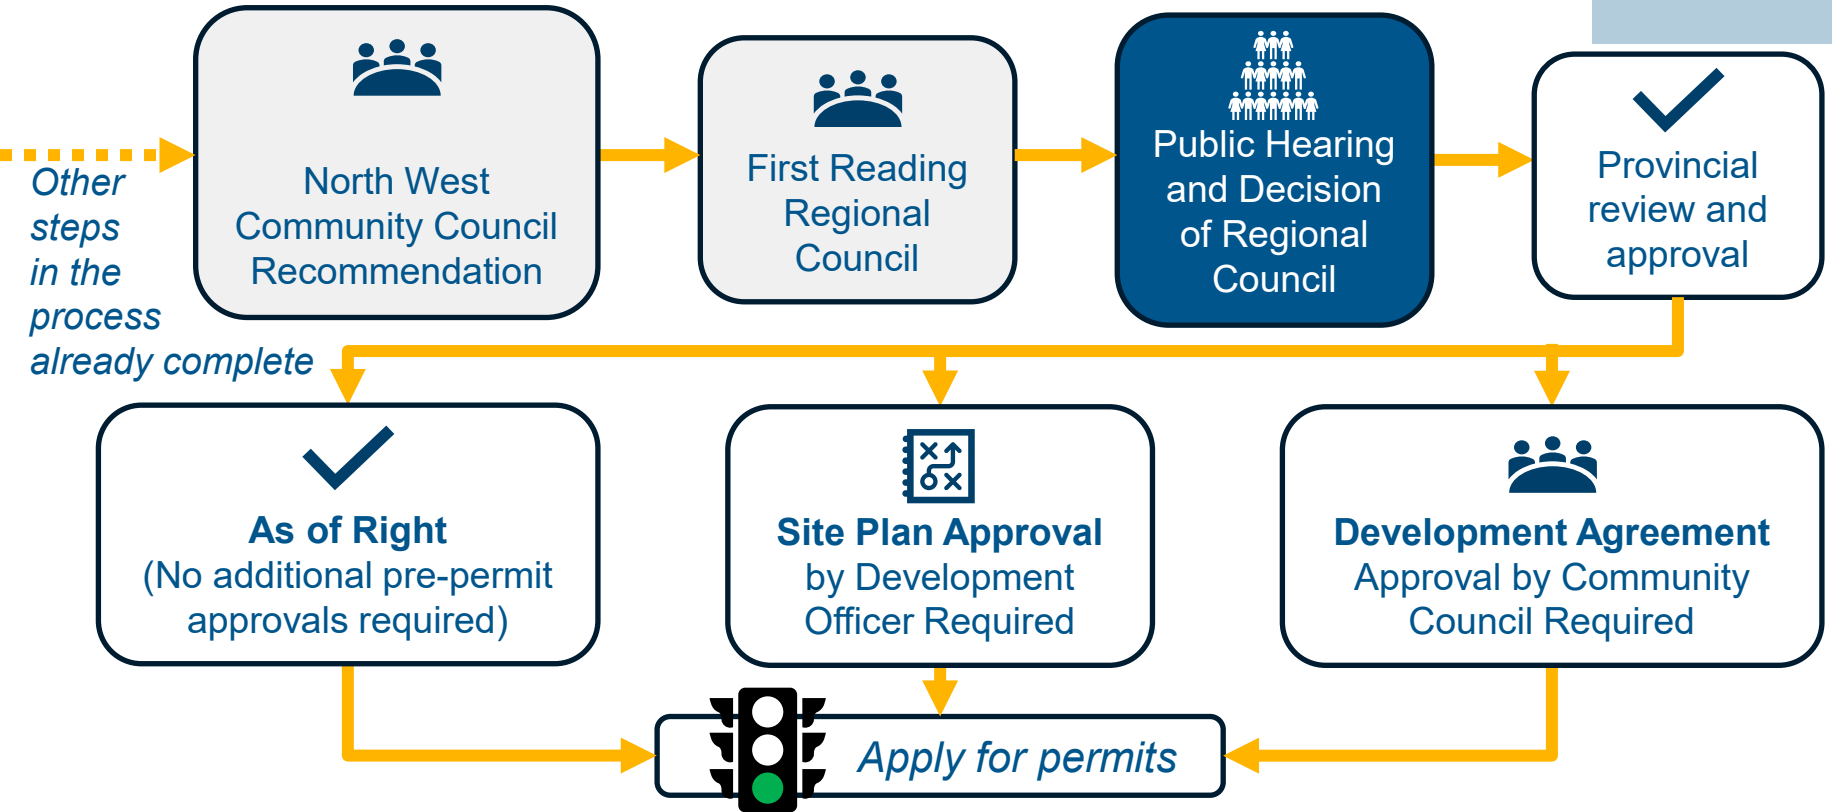 Other
steps
in the
process
already complete
North West
Community Council
Recommendation
First Reading
Regional
Council
Public Hearing
and Decision
of Regional
Council
Provincial
review and
approval
As of Right
(No additional pre-permit
approvals required)
Site Plan Approval
by Development
Officer Required
Development Agreement
Approval by Community
Council Required
Apply for permits